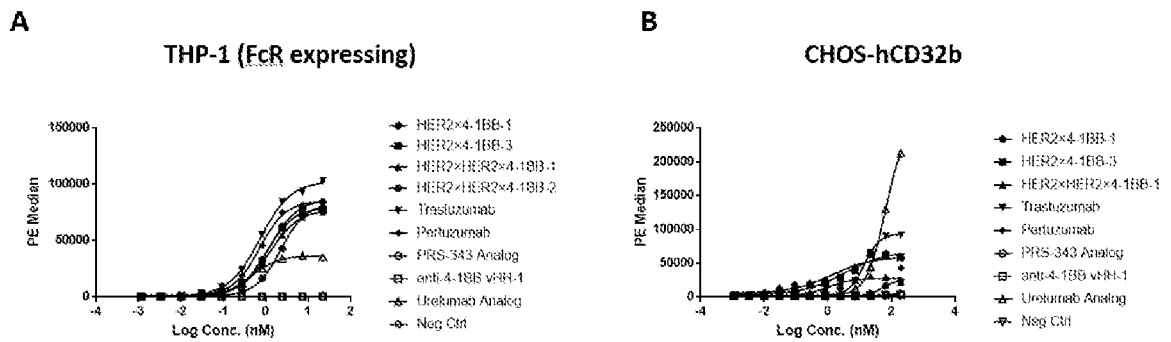 A
THP-1 (FcR expressing)
150000
100000
50000
0
PE Median
-4
-3
-2
-1
0
1
2
Log Conc. (nM)
HER2×4-1BB-1
HER2×4-1BB-3
HER2×HER2×4-1BB-1
HER2×HER2×4-1BB-2
Trastuzumab
Pertuzumab
PRS-343 Analog
anti-4-1BB vHH-1
Urelumab Analog
Neg Ctrl
B
CHOS-hCD32b
250000
200000
150000
100000
50000
0
PE Median
-4
-2
0
2
4
Log Conc. (nM)
HER2×4-1BB-1
HER2×4-1BB-3
HER2×HER2×4-1BB-1
Trastuzumab
Pertuzumab
PRS-343 Analog
anti-4-1BB vHH-1
Urelumab Analog
Neg Ctrl